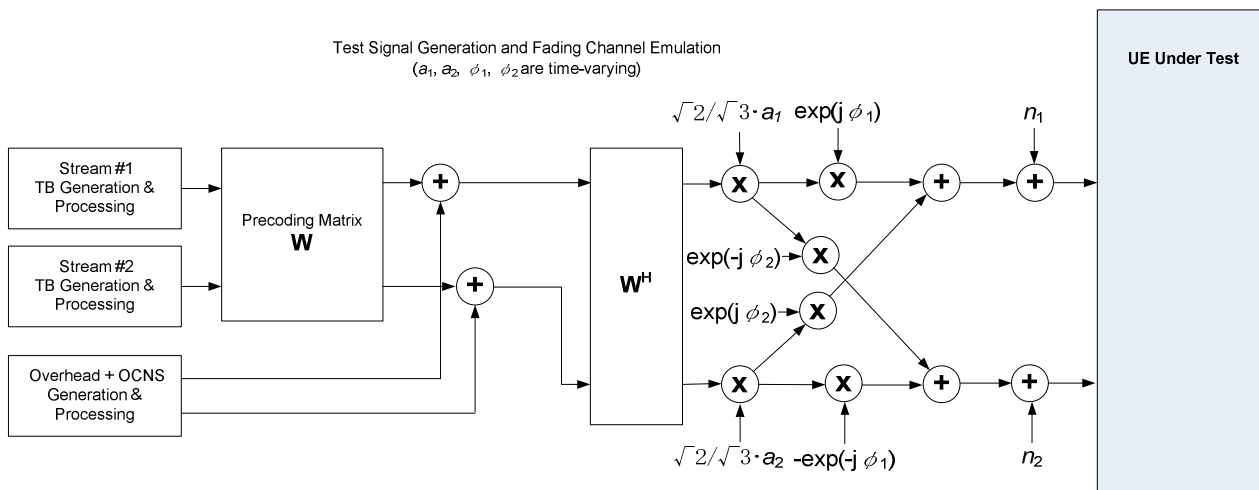 Test Signal Generation and Fading Channel Emulation
(a1, a2, ϕ1, ϕ2 are time-varying)
UE Under Test
√2/√3·a1
exp(j ϕ1)
n1
Stream #1
TB Generation &
Processing
Precoding Matrix
W
+
x
x
+
+
Stream #2
TB Generation &
Processing
+
W^H
exp(-j ϕ2)
x
exp(j ϕ2)
x
Overhead + OCNS
Generation &
Processing
x
x
+
+
√2/√3·a2
-exp(-j ϕ1)
n2